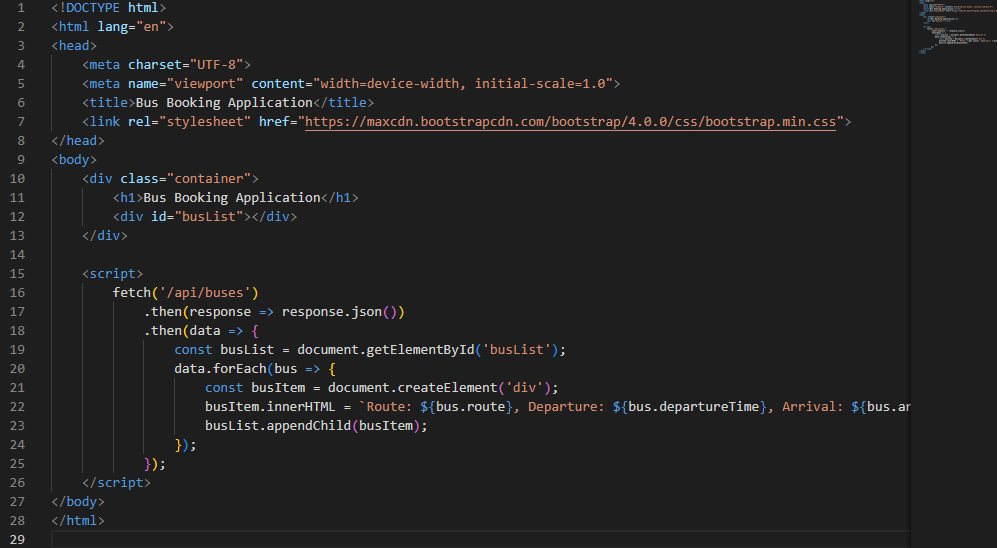 1 <!DOCTYPE html>
2 <html lang="en">
3 <head>
4     <meta charset="UTF-8">
5     <meta name="viewport" content="width=device-width, initial-scale=1.0">
6     <title>Bus Booking Application</title>
7     <link rel="stylesheet" href="https://maxcdn.bootstrapcdn.com/bootstrap/4.0.0/css/bootstrap.min.css">
8 </head>
9 <body>
10     <div class="container">
11         <h1>Bus Booking Application</h1>
12         <div id="busList"></div>
13     </div>
14
15     <script>
16         fetch('/api/buses')
17             .then(response => response.json())
18             .then(data => {
19                 const busList = document.getElementById('busList');
20                 data.forEach(bus => {
21                     const busItem = document.createElement('div');
22                     busItem.innerHTML = `Route: ${bus.route}, Departure: ${bus.departureTime}, Arrival: ${bus.ar
23                     busList.appendChild(busItem);
24                 });
25             });
26     </script>
27 </body>
28 </html>
29